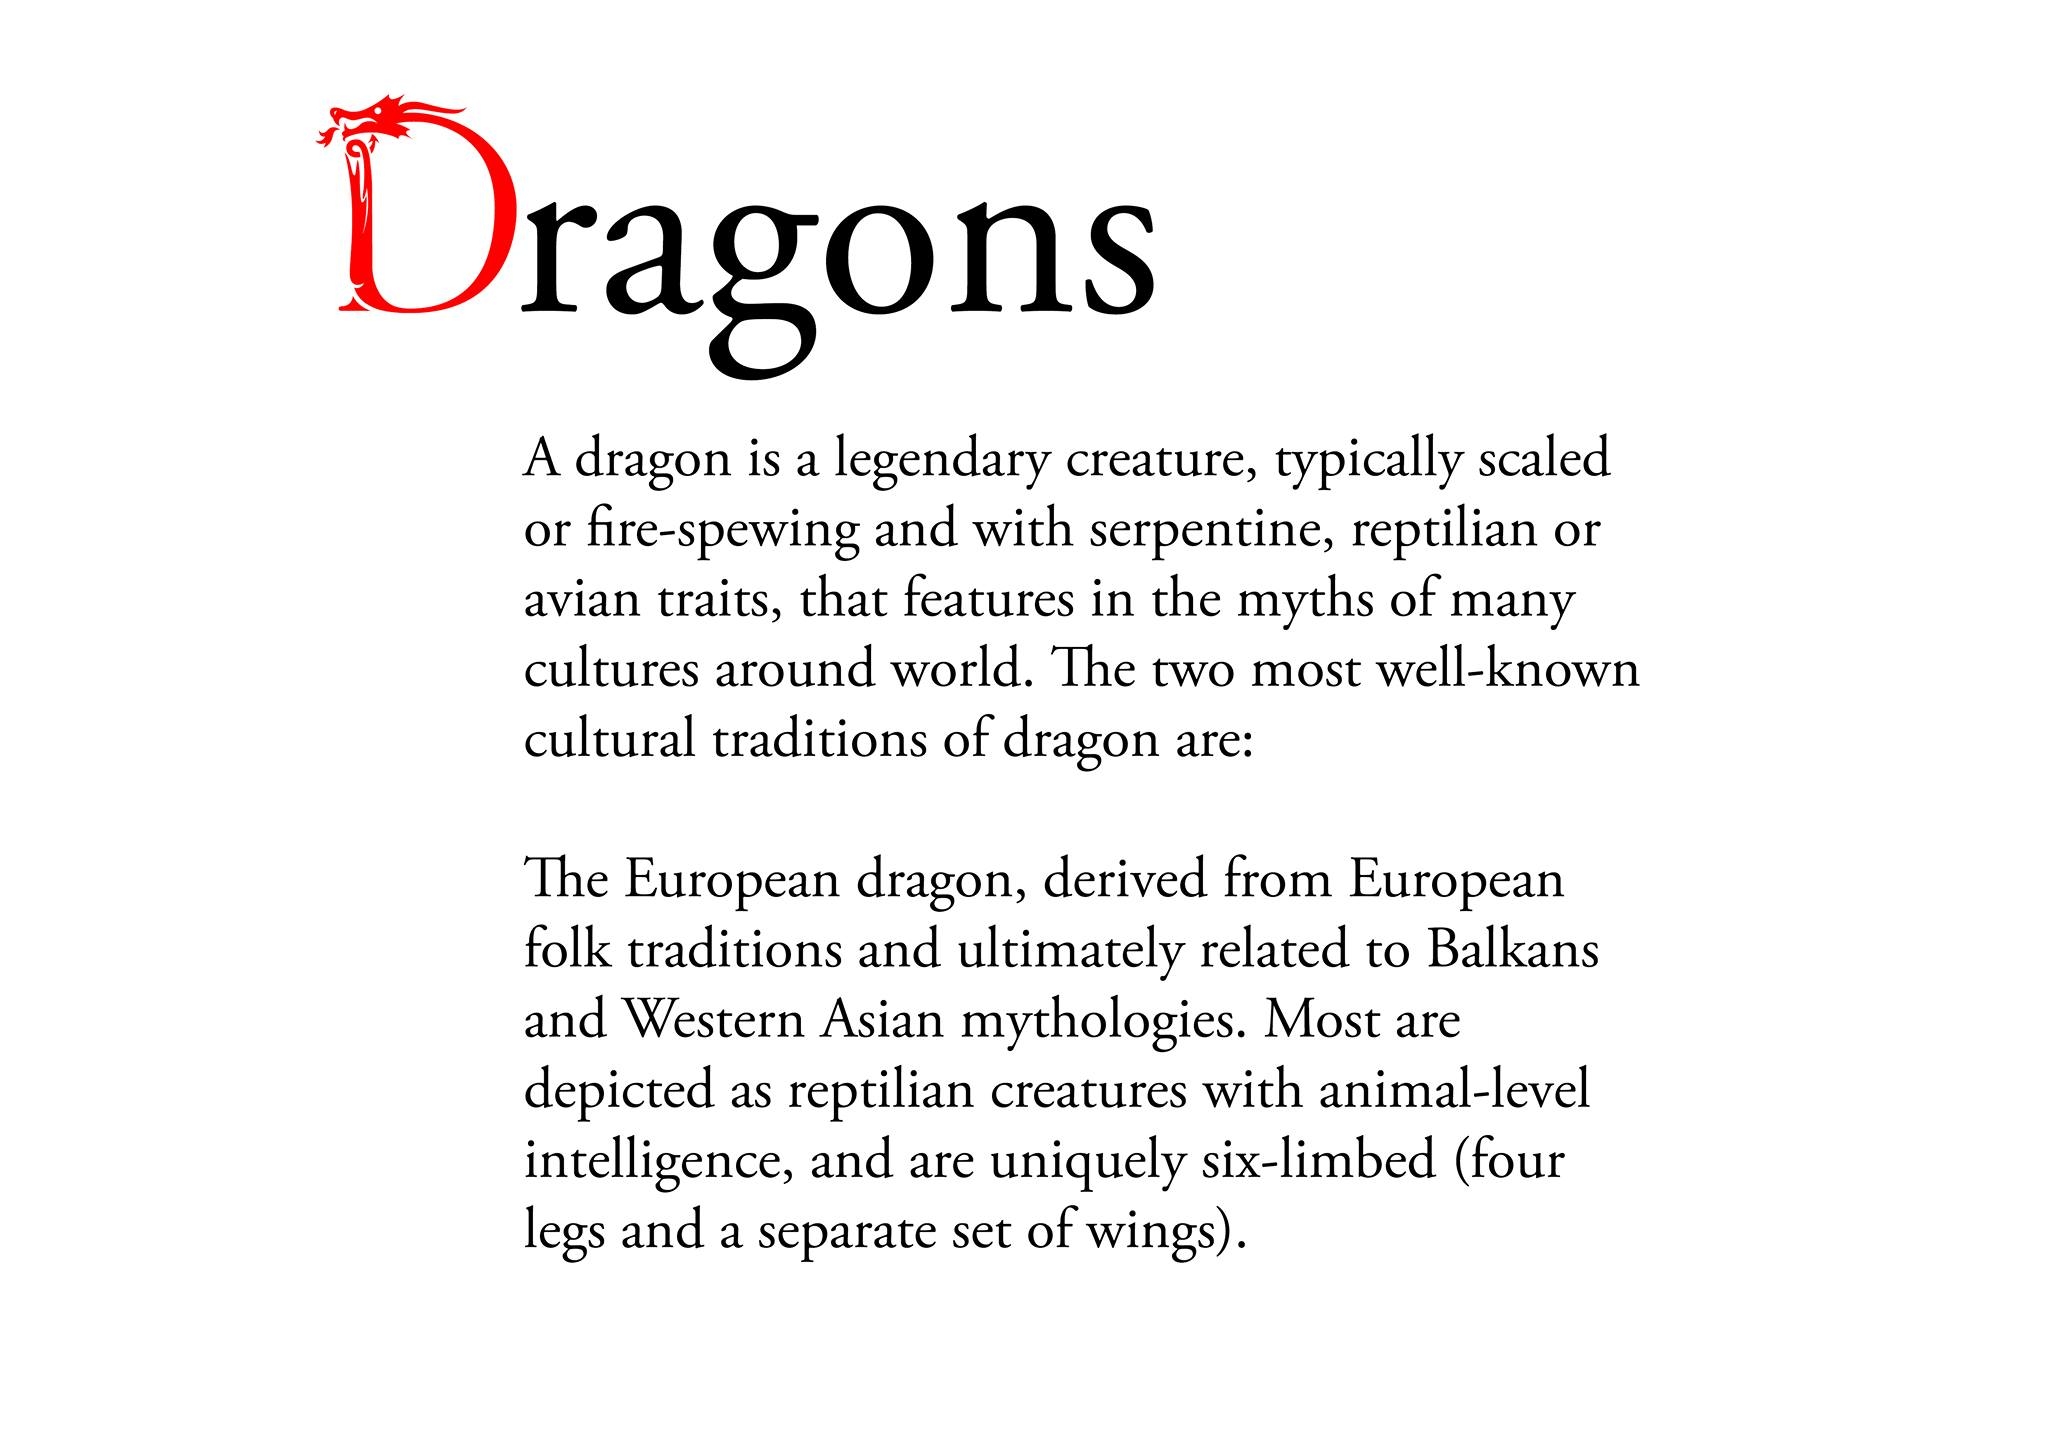 Dragons
A dragon is a legendary creature, typically scaled
or fire-spewing and with serpentine, reptilian or
avian traits, that features in the myths of many
cultures around world. The two most well-known
cultural traditions of dragon are:
The European dragon, derived from European
folk traditions and ultimately related to Balkans
and Western Asian mythologies. Most are
depicted as reptilian creatures with animal-level
intelligence, and are uniquely six-limbed (four
legs and a separate set of wings).